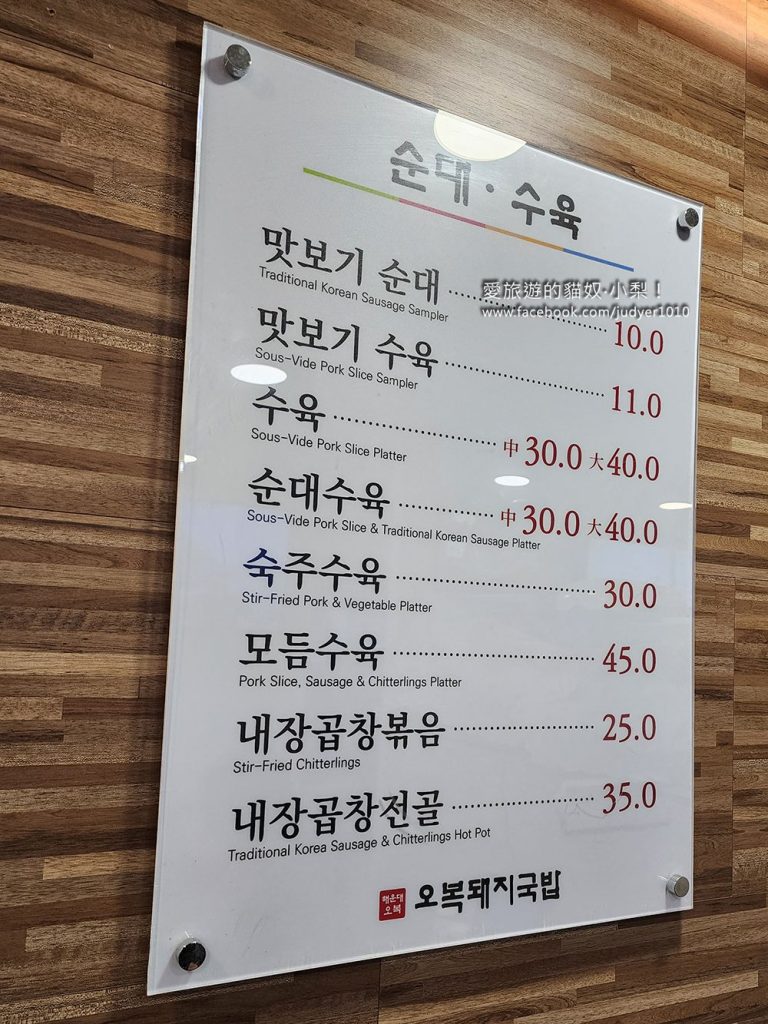 순대 · 수육
愛旅遊的貓奴·小梨！
www.facebook.com/judyer1010
맛보기 순대 10.0
Traditional Korean Sausage Sampler
맛보기 수육 11.0
Sous-Vide Pork Slice Sampler
수육 中 30.0 大 40.0
Sous-Vide Pork Slice Platter
순대수육 中 30.0 大 40.0
Sous-Vide Pork Slice & Traditional Korean Sausage Platter
숙주수육 30.0
Stir-Fried Pork & Vegetable Platter
모듬수육 45.0
Pork Slice, Sausage & Chitterlings Platter
내장곱창볶음 25.0
Stir-Fried Chitterlings
내장곱창전골 35.0
Traditional Korea Sausage & Chitterlings Hot Pot
해운대
오복
오복돼지국밥